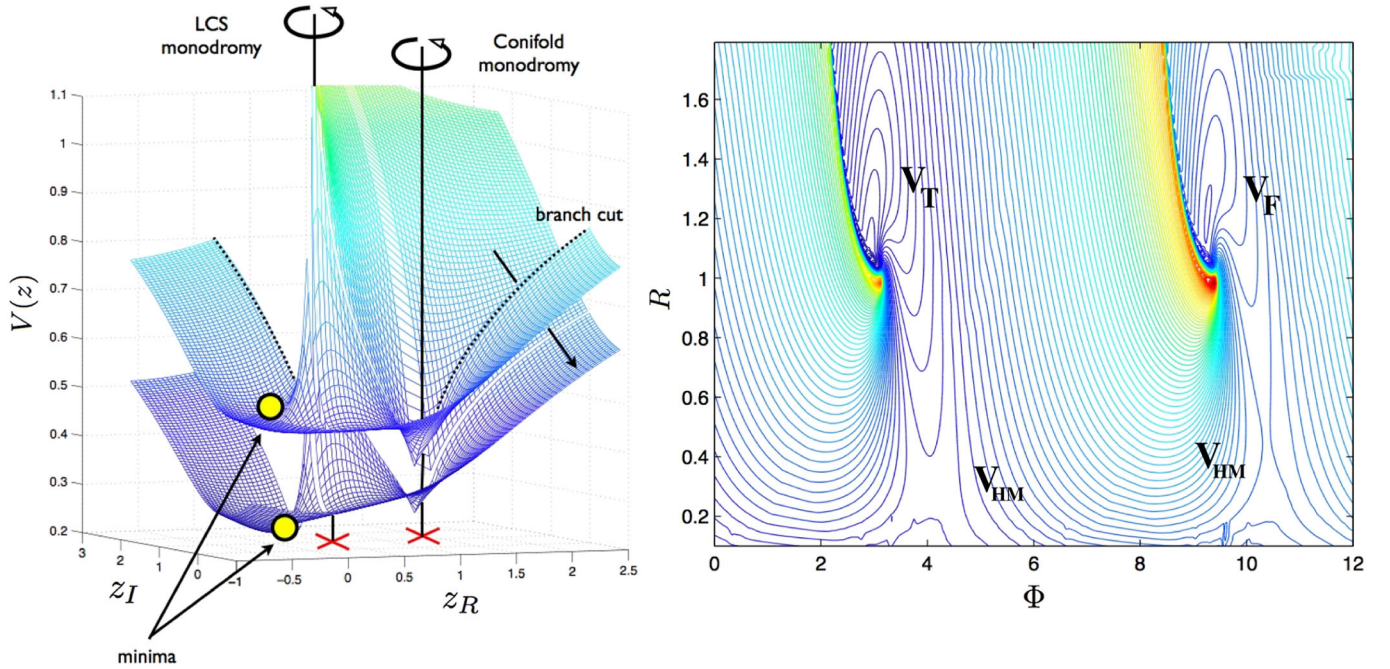 LCS
monodromy
Conifold
monodromy
branch cut
1.1
1
0.9
0.8
0.7
0.6
0.5
0.4
0.3
0.2
V(z)
3
2
1
0
-1
z_I
-0.5
0
0.5
1
1.5
2
2.5
z_R
minima
1.6
1.4
1.2
1
0.8
0.6
0.4
0.2
R
V_T
V_F
V_HM
V_HM
0 2 4 6 8 10 12
Φ